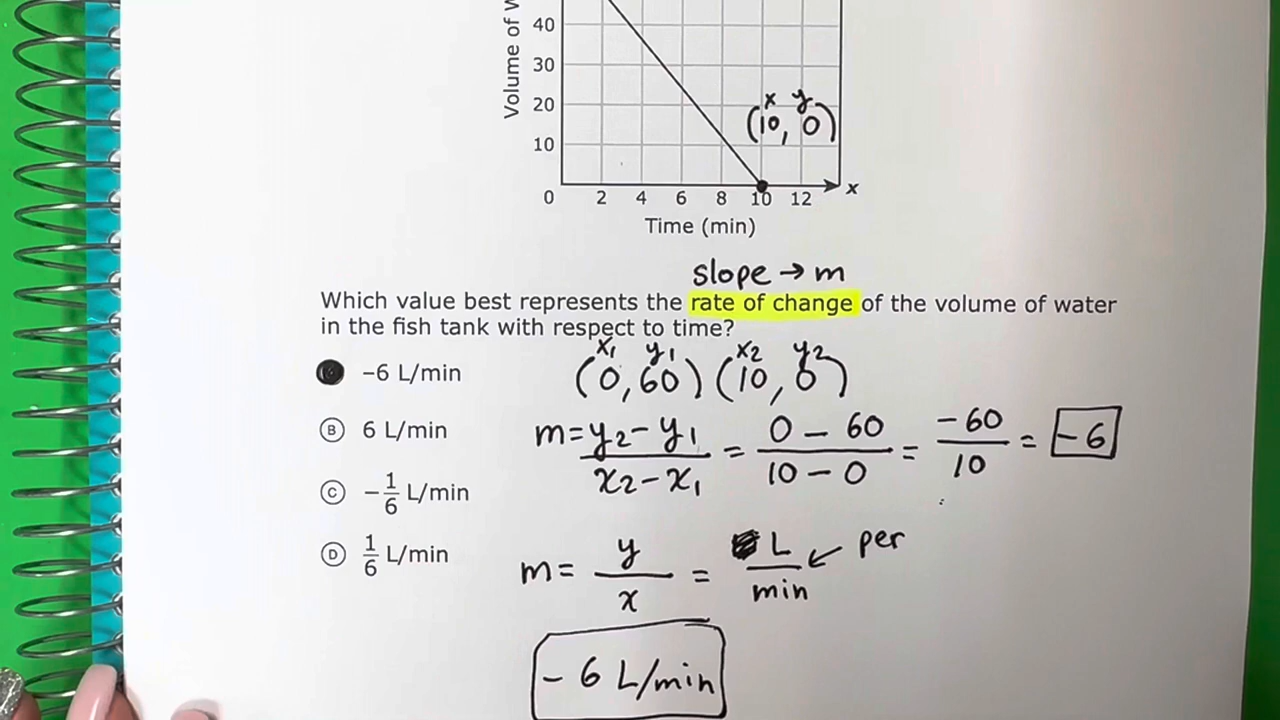 Volume of W
40
30
20
10
x y
(10, 0)
0 2 4 6 8 10 12 x
Time (min)
slope → m
Which value best represents the rate of change of the volume of water
in the fish tank with respect to time?
x₁ y₁ x₂ y₂
(0, 60) (10, 0)
-6 L/min
m = y₂ - y₁ / x₂ - x₁ = 0 - 60 / 10 - 0 = -60 / 10 = -6
B 6 L/min
C -1/6 L/min
D 1/6 L/min
m = y / x = L / min ← per
-6 L/min